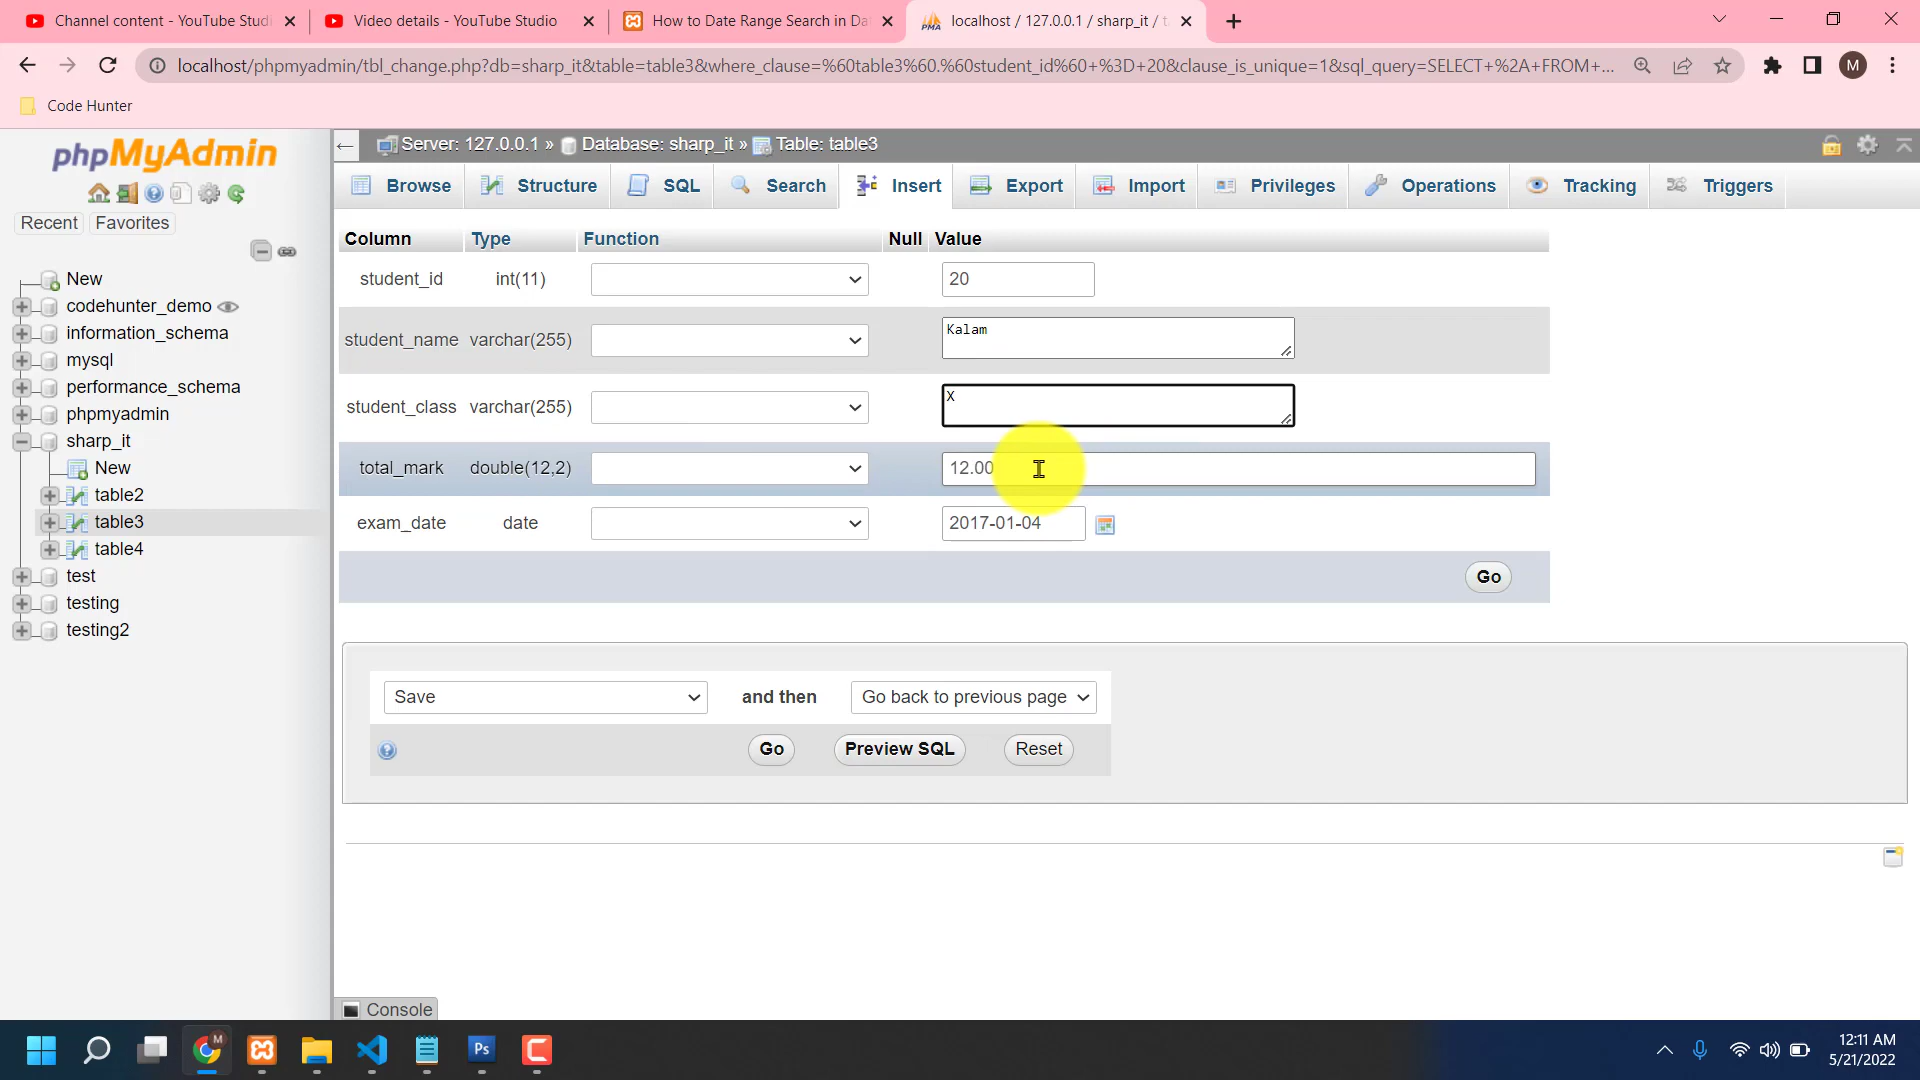 Channel content - YouTube Studi
Video details - YouTube Studio
How to Date Range Search in Da
localhost / 127.0.0.1 / sharp_it / t
localhost/phpmyadmin/tbl_change.php?db=sharp_it&table=table3&where_clause=%60table3%60.%60student_id%60+%3D+20&clause_is_unique=1&sql_query=SELECT+%2A+FROM+...
M
Code Hunter
phpMyAdmin
Recent
Favorites
New
codehunter_demo
information_schema
mysql
performance_schema
phpmyadmin
sharp_it
New
table2
table3
table4
test
testing
testing2
Server: 127.0.0.1 » Database: sharp_it » Table: table3
Browse
Structure
SQL
Search
Insert
Export
Import
Privileges
Operations
Tracking
Triggers
Column Type Function Null Value
student_id int(11) 20
student_name varchar(255) Kalam
student_class varchar(255) X
total_mark double(12,2) 12.00
exam_date date 2017-01-04
Go
Save and then Go back to previous page
Go Preview SQL Reset
Console
M
Ps
C
12:11 AM
5/21/2022